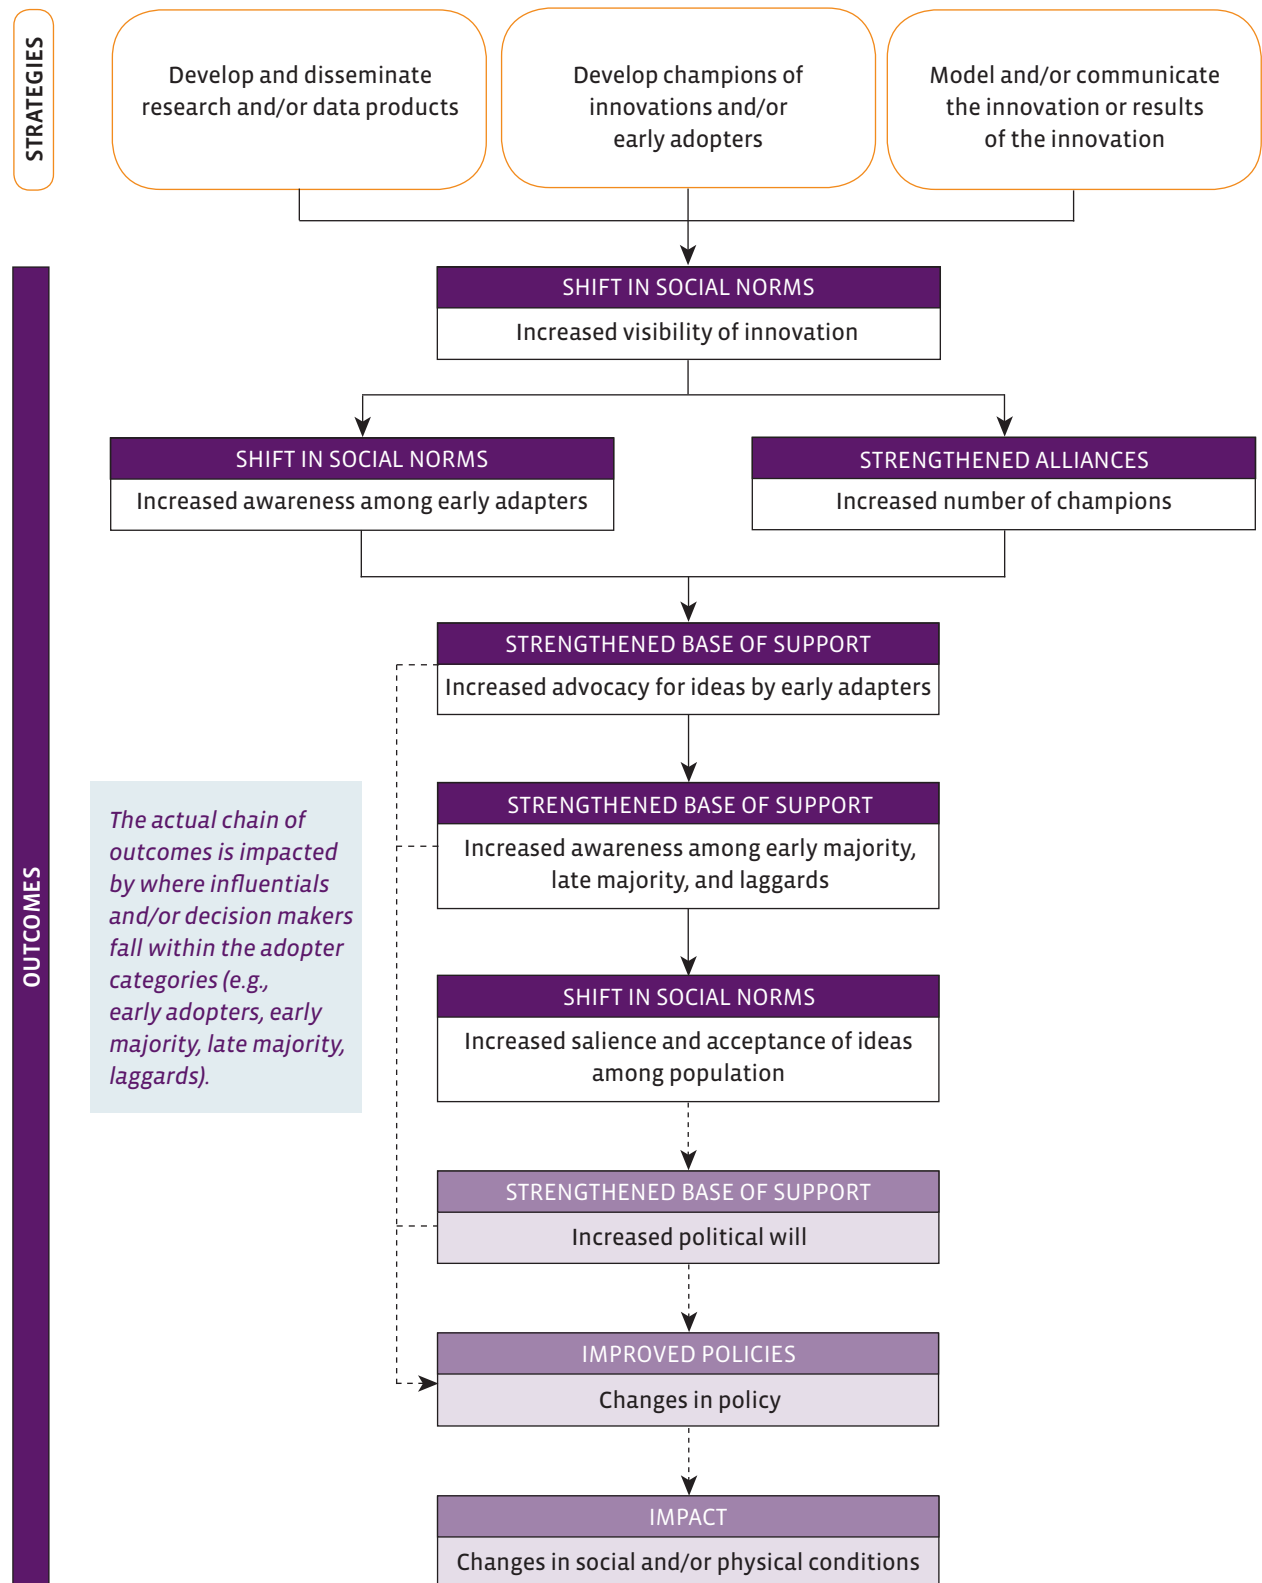 STRATEGIES
Develop and disseminate
research and/or data products
Develop champions of
innovations and/or
early adopters
Model and/or communicate
the innovation or results
of the innovation
OUTCOMES
SHIFT IN SOCIAL NORMS
Increased visibility of innovation
SHIFT IN SOCIAL NORMS
Increased awareness among early adapters
STRENGTHENED ALLIANCES
Increased number of champions
STRENGTHENED BASE OF SUPPORT
Increased advocacy for ideas by early adapters
The actual chain of
outcomes is impacted
by where influentials
and/or decision makers
fall within the adopter
categories (e.g.,
early adopters, early
majority, late majority,
laggards).
STRENGTHENED BASE OF SUPPORT
Increased awareness among early majority,
late majority, and laggards
SHIFT IN SOCIAL NORMS
Increased salience and acceptance of ideas
among population
STRENGTHENED BASE OF SUPPORT
Increased political will
IMPROVED POLICIES
Changes in policy
IMPACT
Changes in social and/or physical conditions